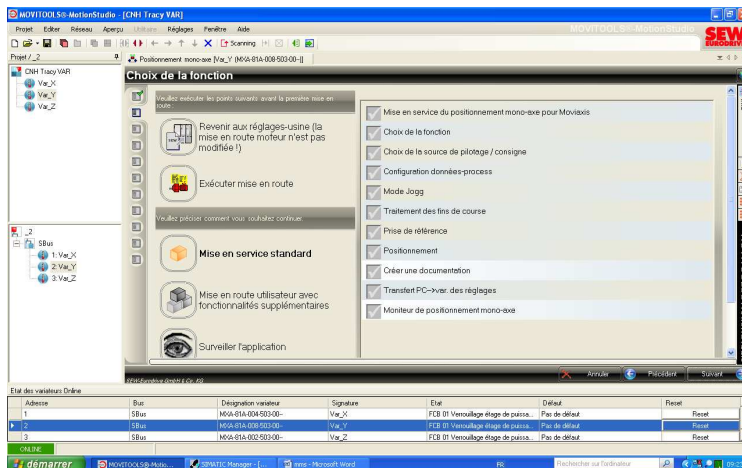 MOVITOOLS®-MotionStudio - [CNH Tracy VAR]
Projet Editer Réseau Aperçu Utilitaire Réglages Fenêtre Aide
MOVITOOLS®-MotionStudio
SEW
EURODRIVE
Scanning
Projet / _2
Positionnement mono-axe [Var_Y (MXA-81A-008-503-00-)]
CNH Tracy VAR
Var_X
Var_Y
Var_Z
Choix de la fonction
Veuillez exécuter les points suivants avant la première mise en route :
Revenir aux réglages-usine (la
mise en route moteur n'est pas
modifiée !)
Exécuter mise en route
Veuillez préciser comment vous souhaitez continuer.
Mise en service standard
Mise en route utilisateur avec
fonctionnalités supplémentaires
Surveiller l'application
Mise en service du positionnement mono-axe pour Moviaxis
Choix de la fonction
Choix de la source de pilotage / consigne
Configuration données-process
Mode Jogg
Traitement des fins de course
Prise de référence
Positionnement
Créer une documentation
Transfert PC->var. des réglages
Moniteur de positionnement mono-axe
_2
SBus
1: Var_X
2: Var_Y
3: Var_Z
SEW-Eurodrive GmbH & Co. KG
Annuler Précédent Suivant
Etat des variateurs Online
Adresse Bus Désignation variateur Signature Etat Défaut Reset
1 SBus MXA-81A-004-503-00- Var_X FCB 01 Verrouillage étage de puissa... Pas de défaut Reset
2 SBus MXA-81A-008-503-00- Var_Y FCB 01 Verrouillage étage de puissa... Pas de défaut Reset
3 SBus MXA-81A-002-503-00- Var_Z FCB 01 Verrouillage étage de puissa... Pas de défaut Reset
ONLINE
démarrer MOVITOOLS®-Motio... SIMATIC Manager - [... mms - Microsoft Word FR Rechercher sur l'ordinateur